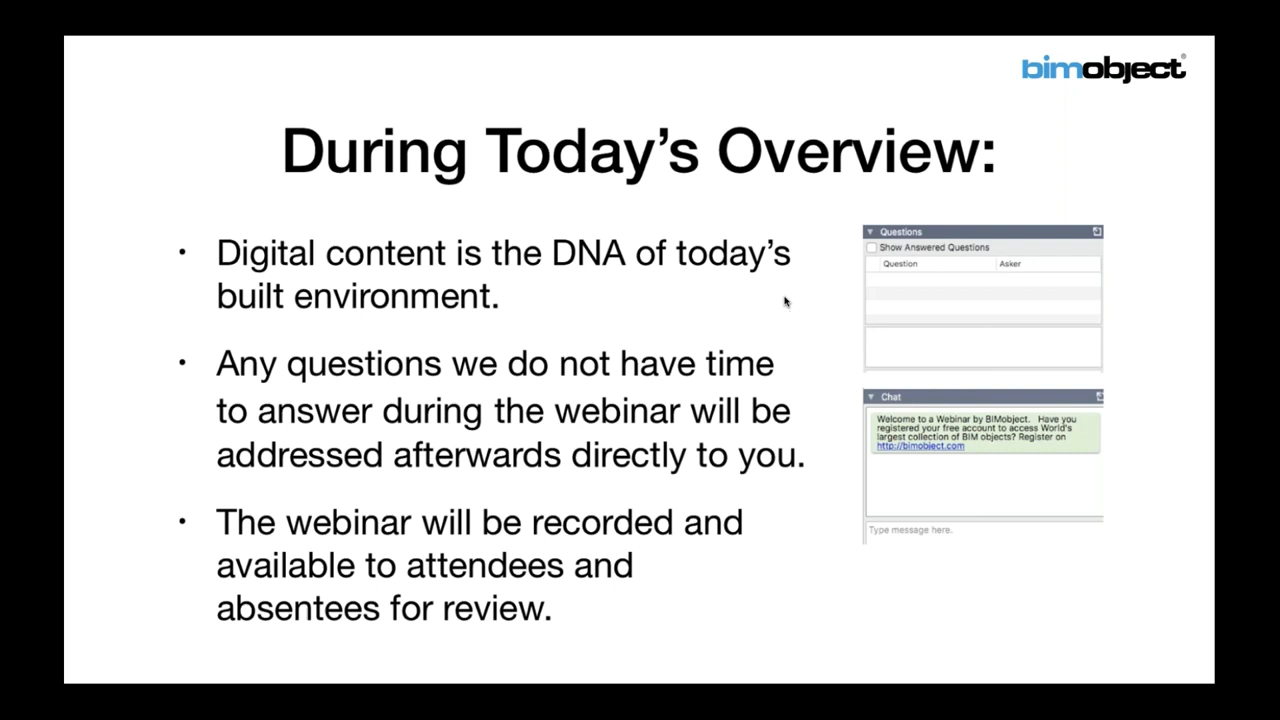 bimobject®
During Today's Overview:
• Digital content is the DNA of today's
built environment.
• Any questions we do not have time
to answer during the webinar will be
addressed afterwards directly to you.
• The webinar will be recorded and
available to attendees and
absentees for review.
Questions
Show Answered Questions
Question Asker
Chat
Welcome to a Webinar by BIMobject. Have you
registered your free account to access World's
largest collection of BIM objects? Register on
http://bimobject.com
Type message here.